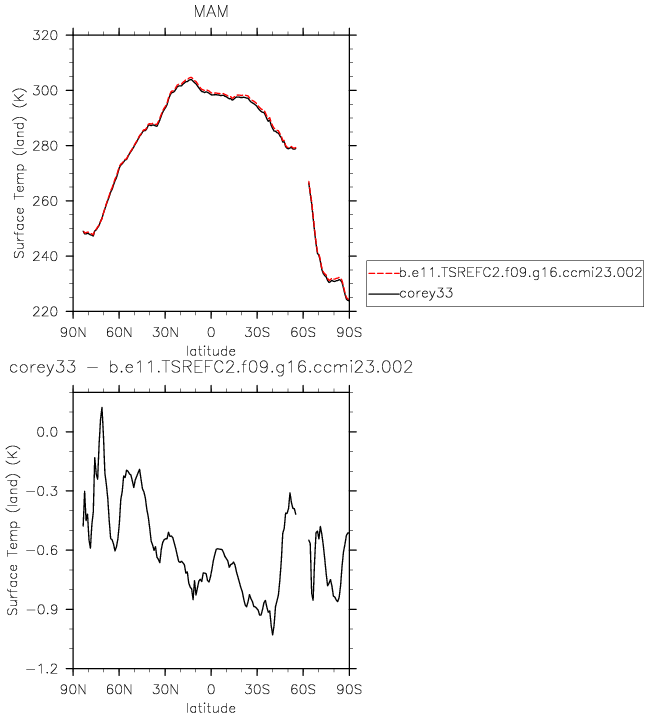 MAM
320
300
280
260
240
220
Surface Temp (land) (K)
90N 60N 30N 0 30S 60S 90S
latitude
b.e11.TSREFC2.f09.g16.ccmi23.002
corey33
corey33 − b.e11.TSREFC2.f09.g16.ccmi23.002
0.0
−0.3
−0.6
−0.9
−1.2
Surface Temp (land) (K)
90N 60N 30N 0 30S 60S 90S
latitude